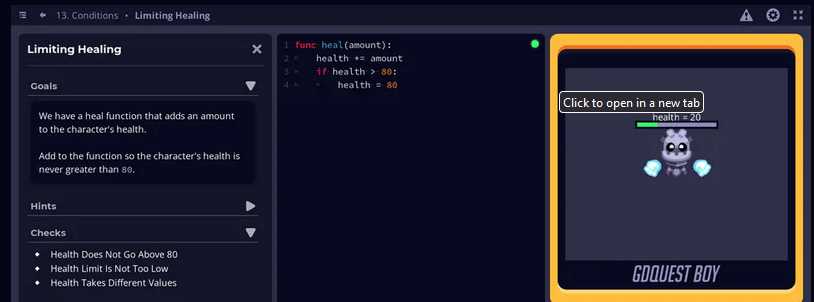 13. Conditions • Limiting Healing
Limiting Healing
Goals
We have a heal function that adds an amount
to the character's health.
Add to the function so the character's health is
never greater than 80.
Hints
Checks
Health Does Not Go Above 80
Health Limit Is Not Too Low
Health Takes Different Values
1 func heal(amount):
2 health += amount
3 if health > 80:
4 health = 80
Click to open in a new tab
health = 20
GDQUEST BOY